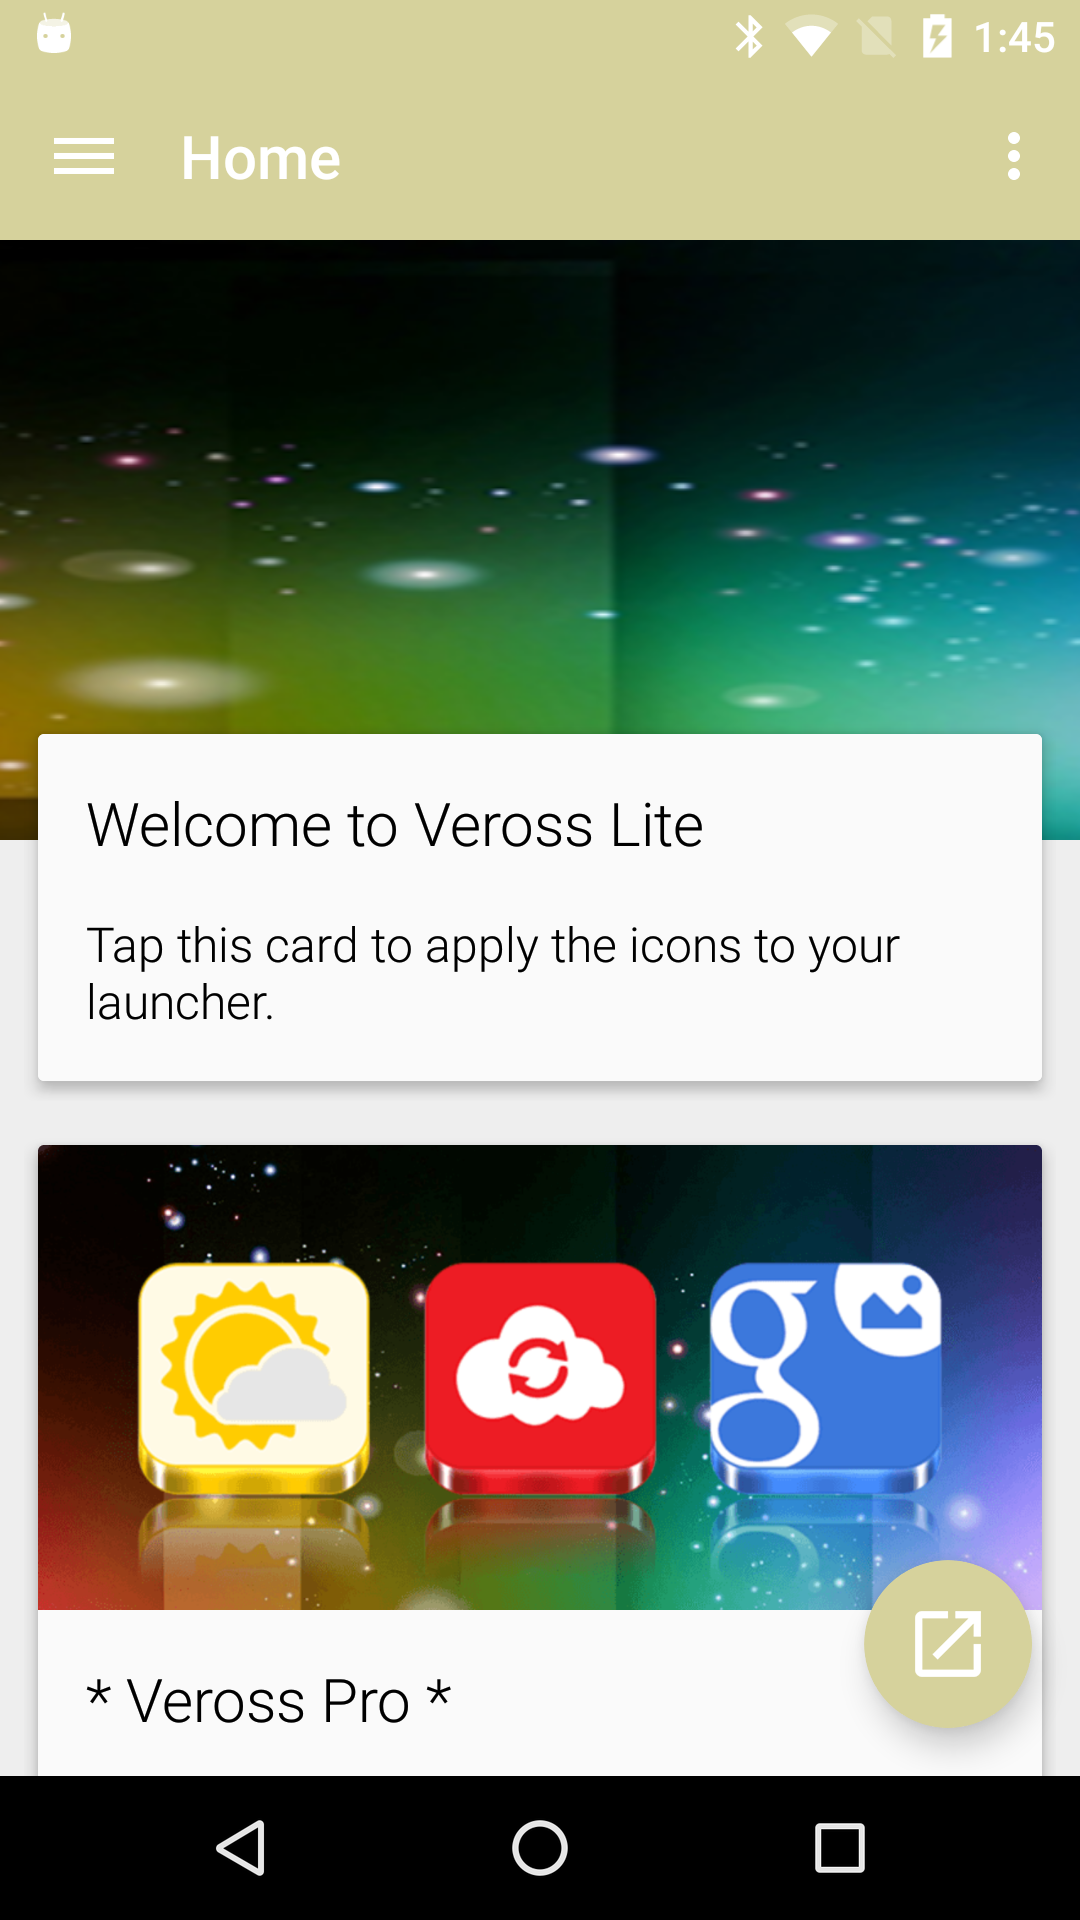 1:45
Home
Welcome to Veross Lite
Tap this card to apply the icons to your
launcher.
g
* Veross Pro *